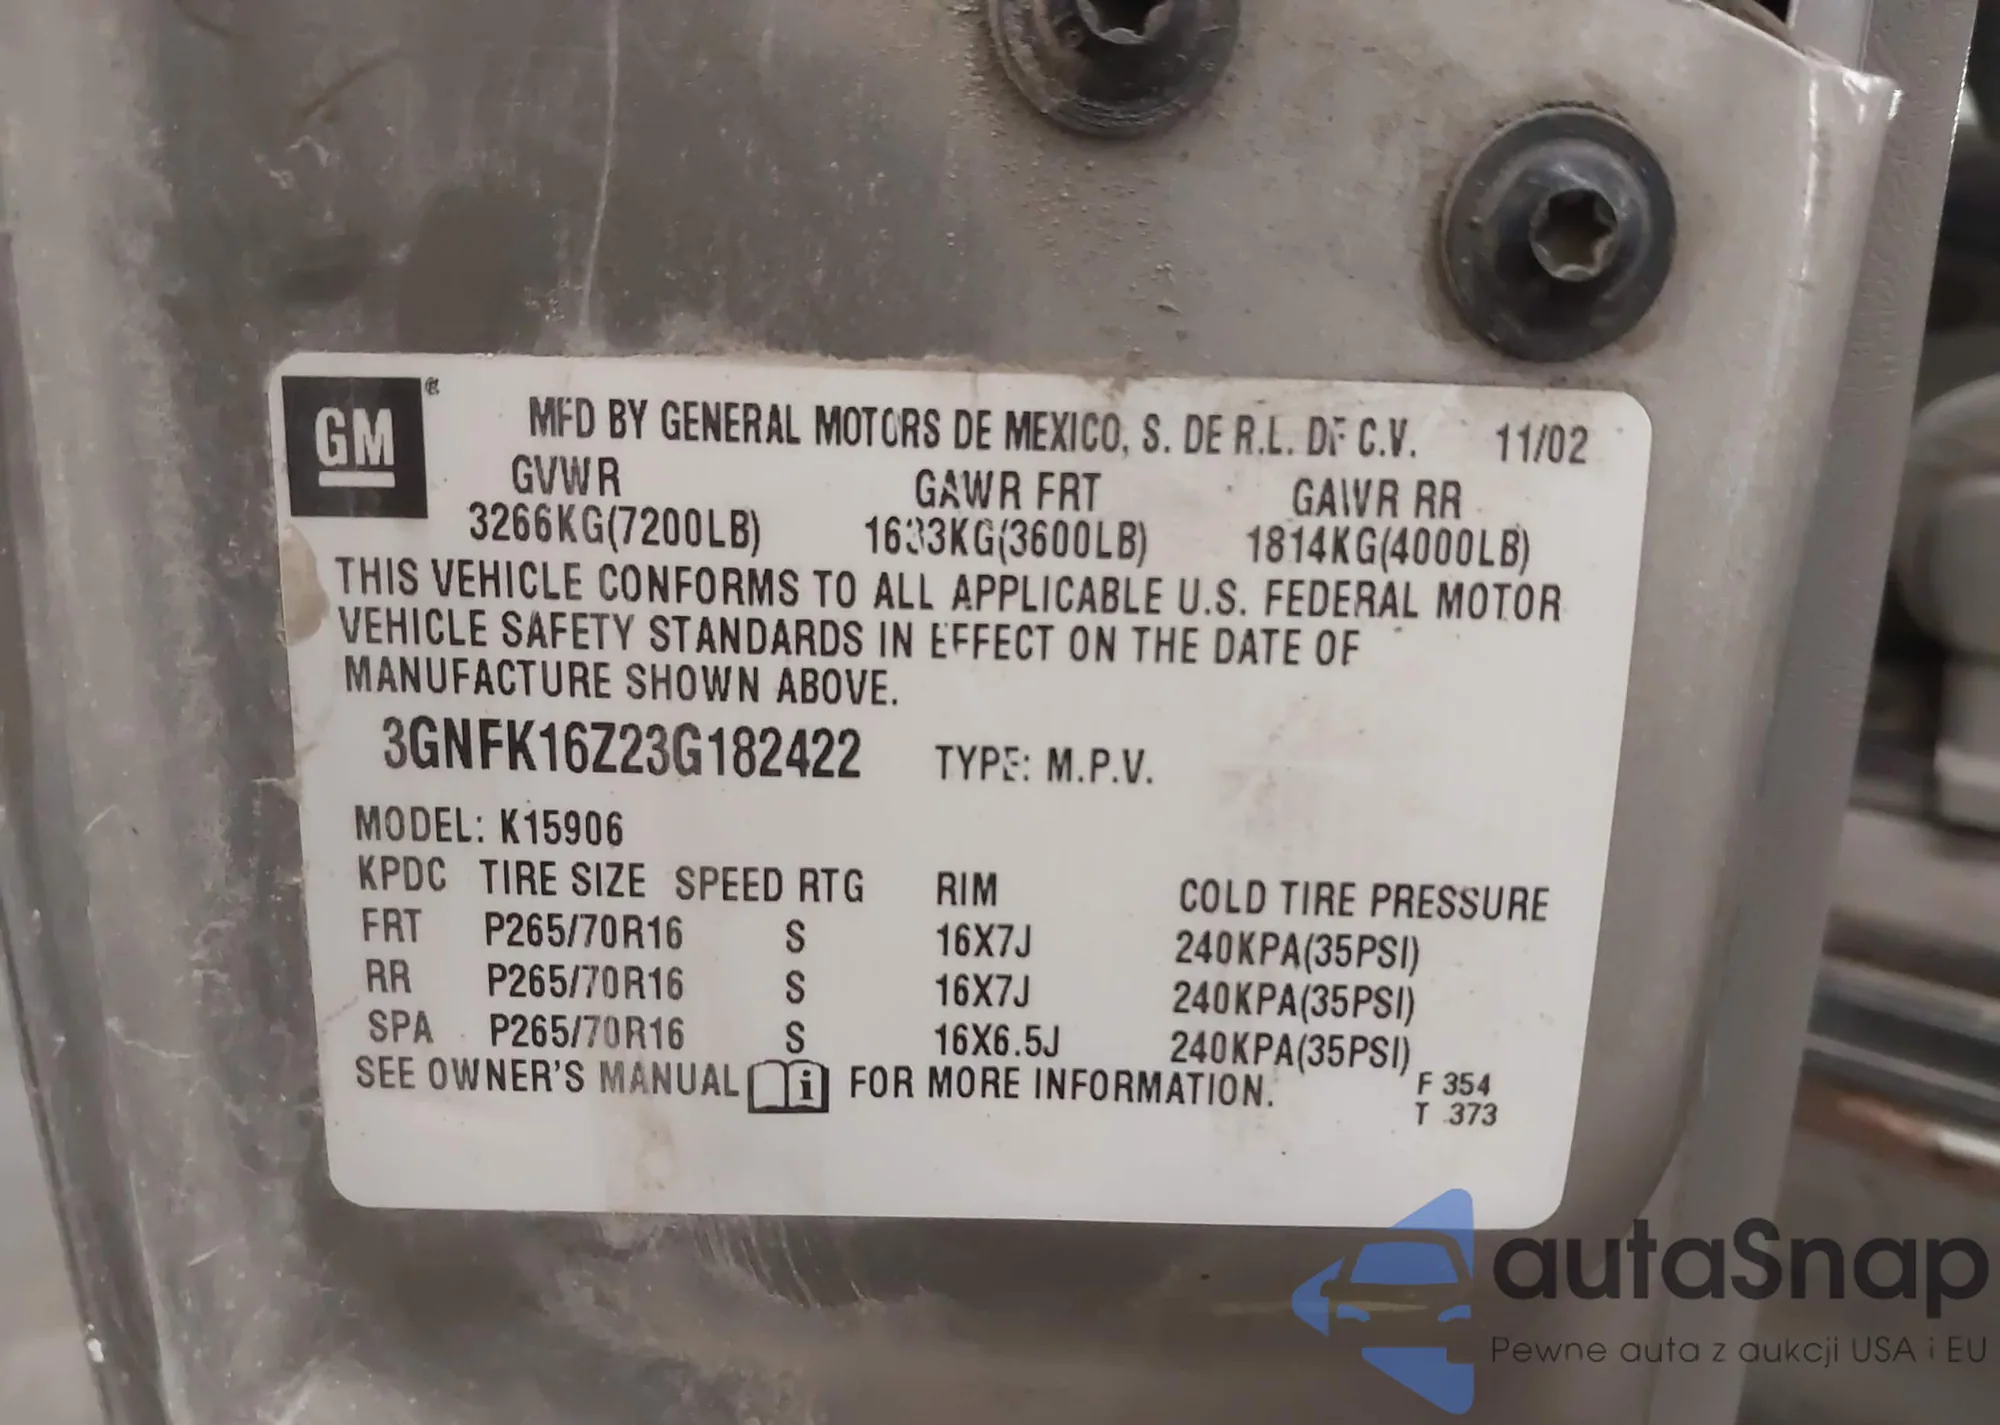 GM ®
MFD BY GENERAL MOTORS DE MEXICO, S. DE R.L. DE C.V. 11/02
GVWR GAWR FRT GAWR RR
3266KG(7200LB) 1633KG(3600LB) 1814KG(4000LB)
THIS VEHICLE CONFORMS TO ALL APPLICABLE U.S. FEDERAL MOTOR
VEHICLE SAFETY STANDARDS IN EFFECT ON THE DATE OF
MANUFACTURE SHOWN ABOVE.
3GNFK16Z23G182422 TYPE: M.P.V.
MODEL: K15906
KPDC TIRE SIZE SPEED RTG RIM COLD TIRE PRESSURE
FRT P265/70R16 S 16X7J 240KPA(35PSI)
RR P265/70R16 S 16X7J 240KPA(35PSI)
SPA P265/70R16 S 16X6.5J 240KPA(35PSI)
SEE OWNER'S MANUAL i FOR MORE INFORMATION.
F 354
T 373
autaSnap
Pewne auta z aukcji USA i EU